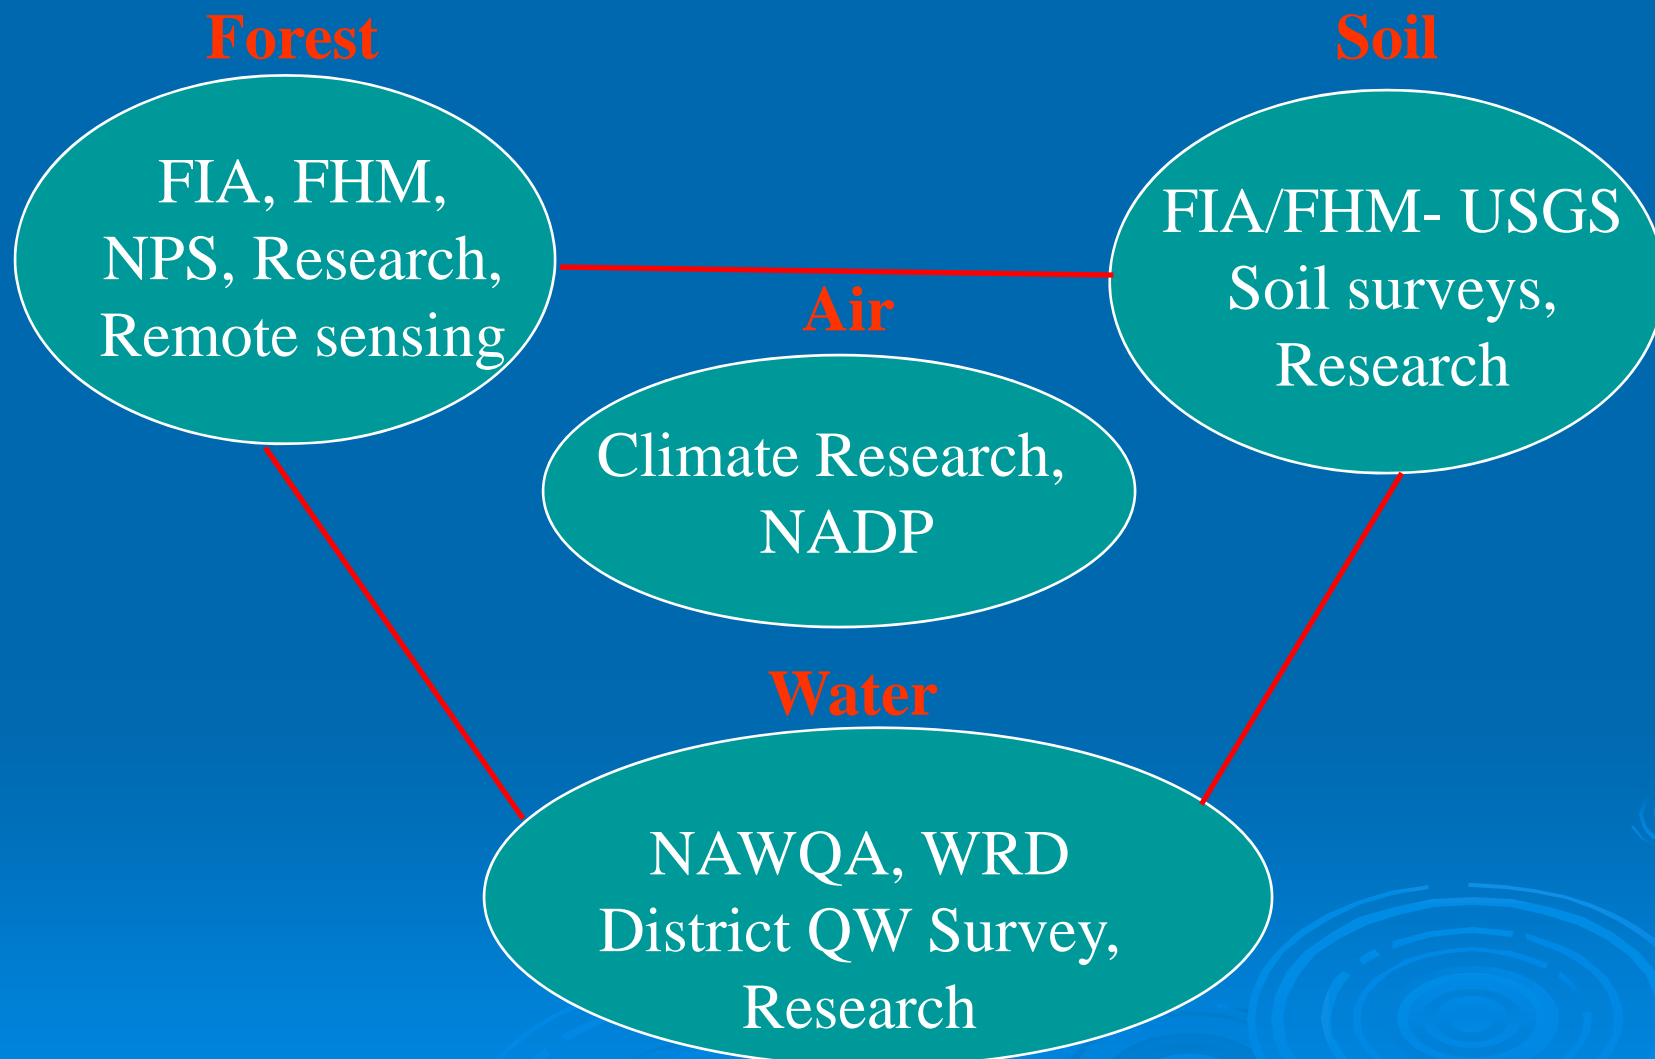 Forest
FIA, FHM,
NPS, Research,
Remote sensing
Soil
FIA/FHM- USGS
Soil surveys,
Research
Air
Climate Research,
NADP
Water
NAWQA, WRD
District QW Survey,
Research